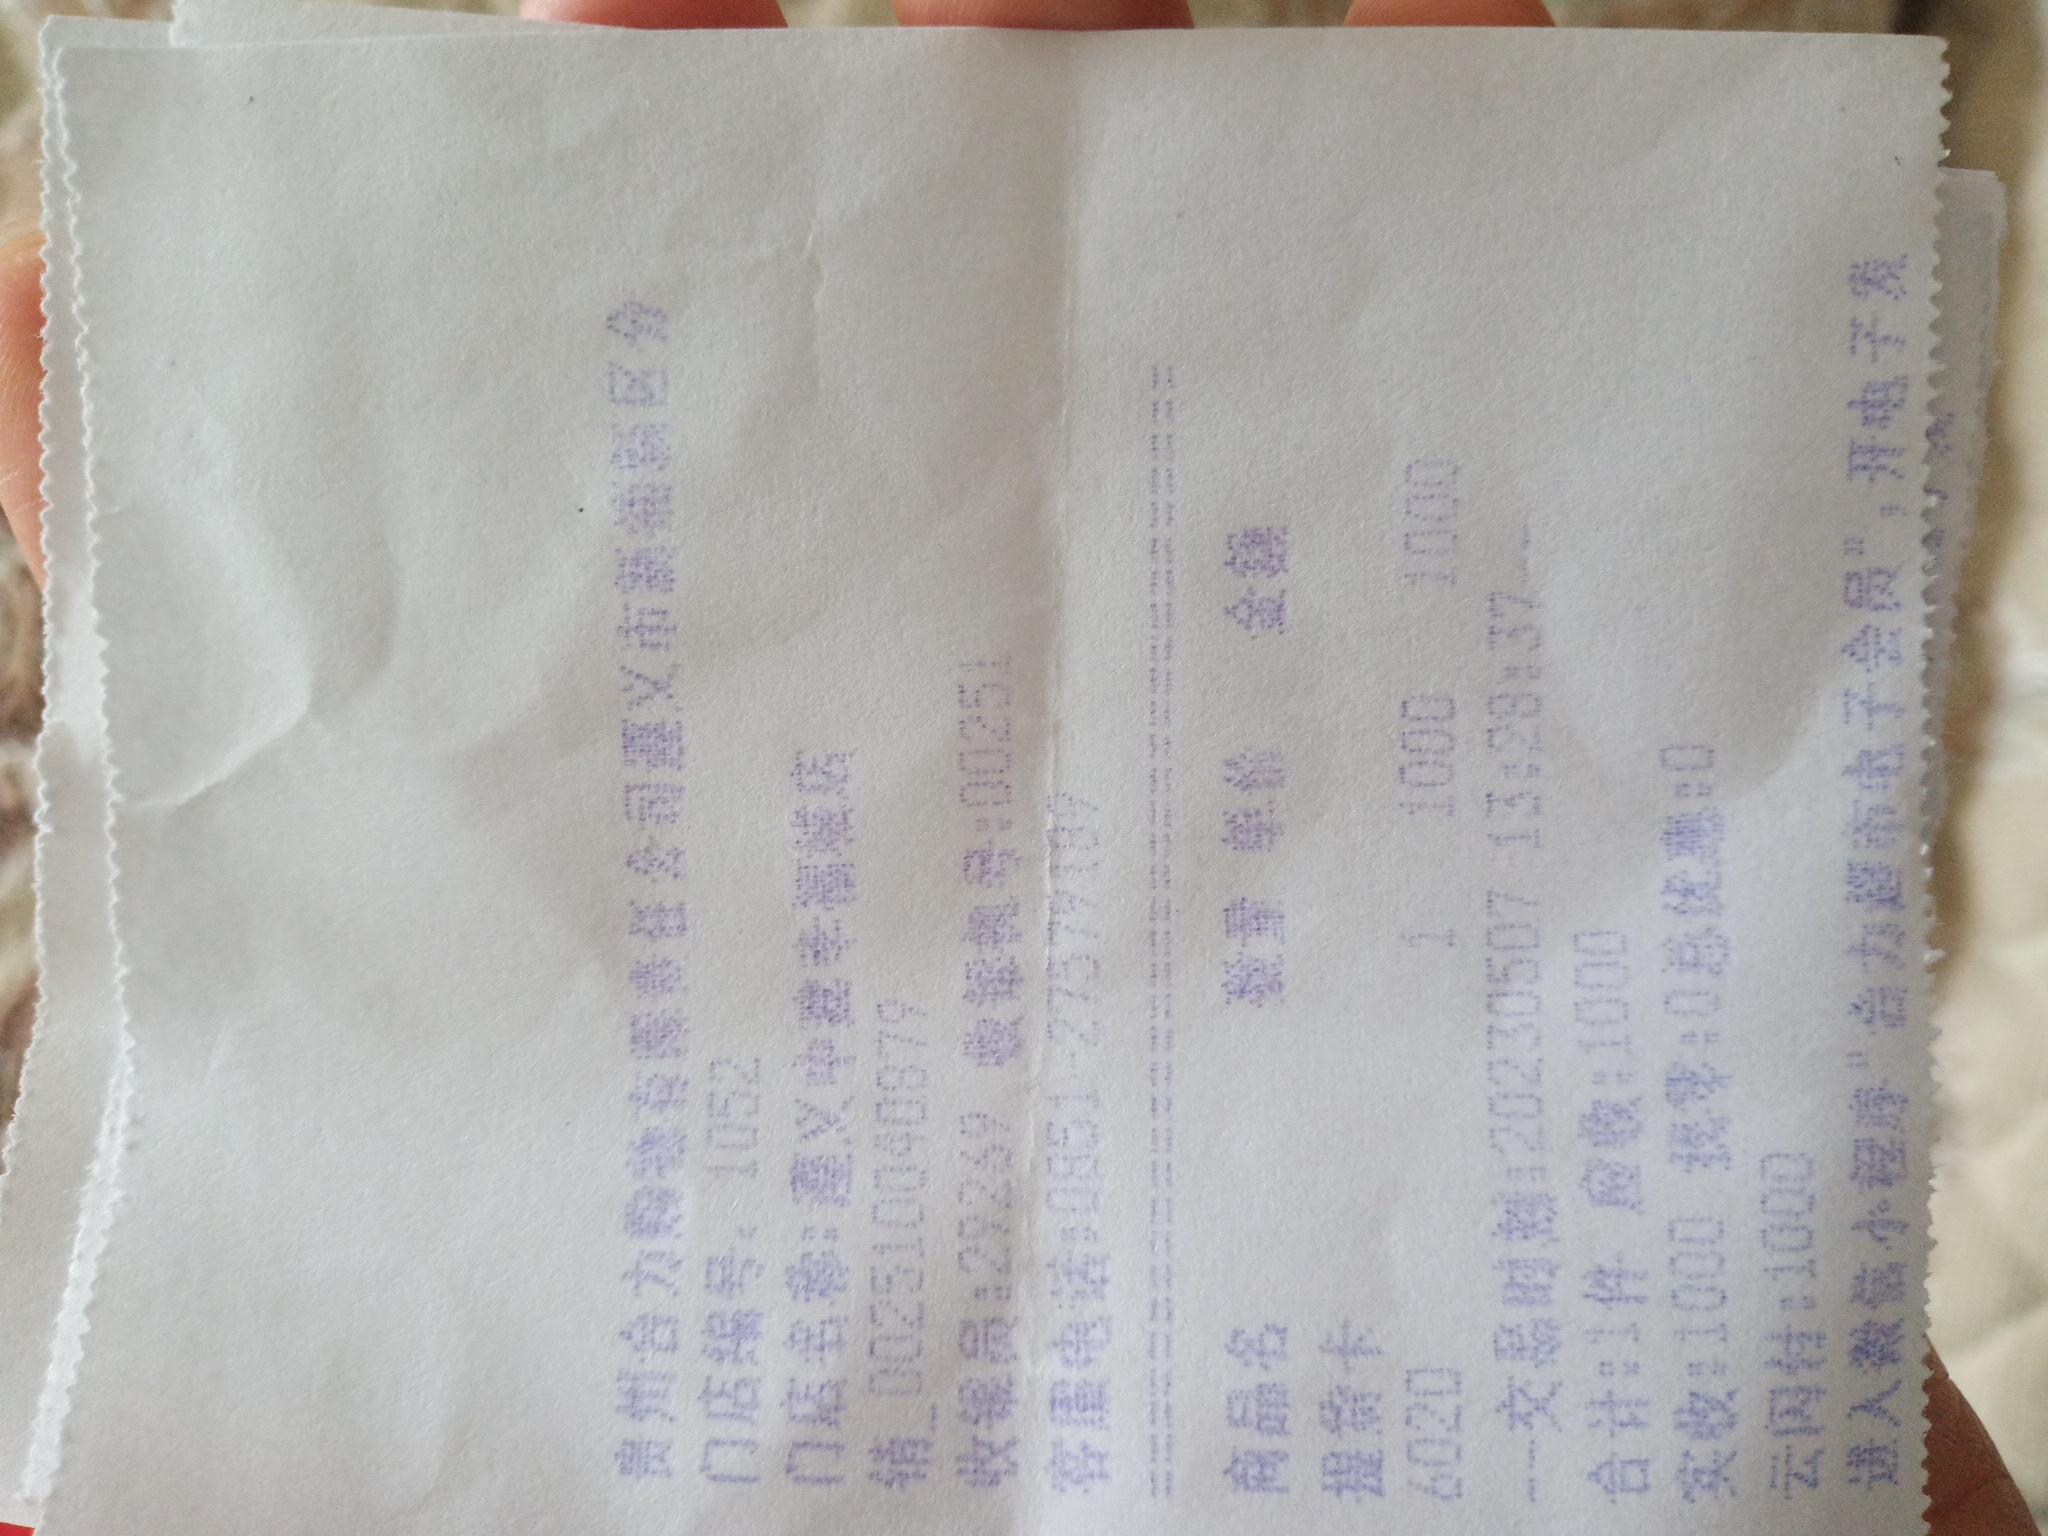 贵州合力购物有限责任公司遵义市新蒲新区分
门店编号: 1052
门店名称:遵义中建幸福里店
销_002510040879
收银员:29269 收银机号:00251
客服电话:0851-27577107
================================
商品名 数量 单价 金额
提货卡
6020 1 1000 1000
---交易时间:20230507 13:28:37---
合计:1件 应收:1000
实收:1000 找零:0总优惠:0
云网付:1000
进入微信小程序"合力超市电子会员",开电子发